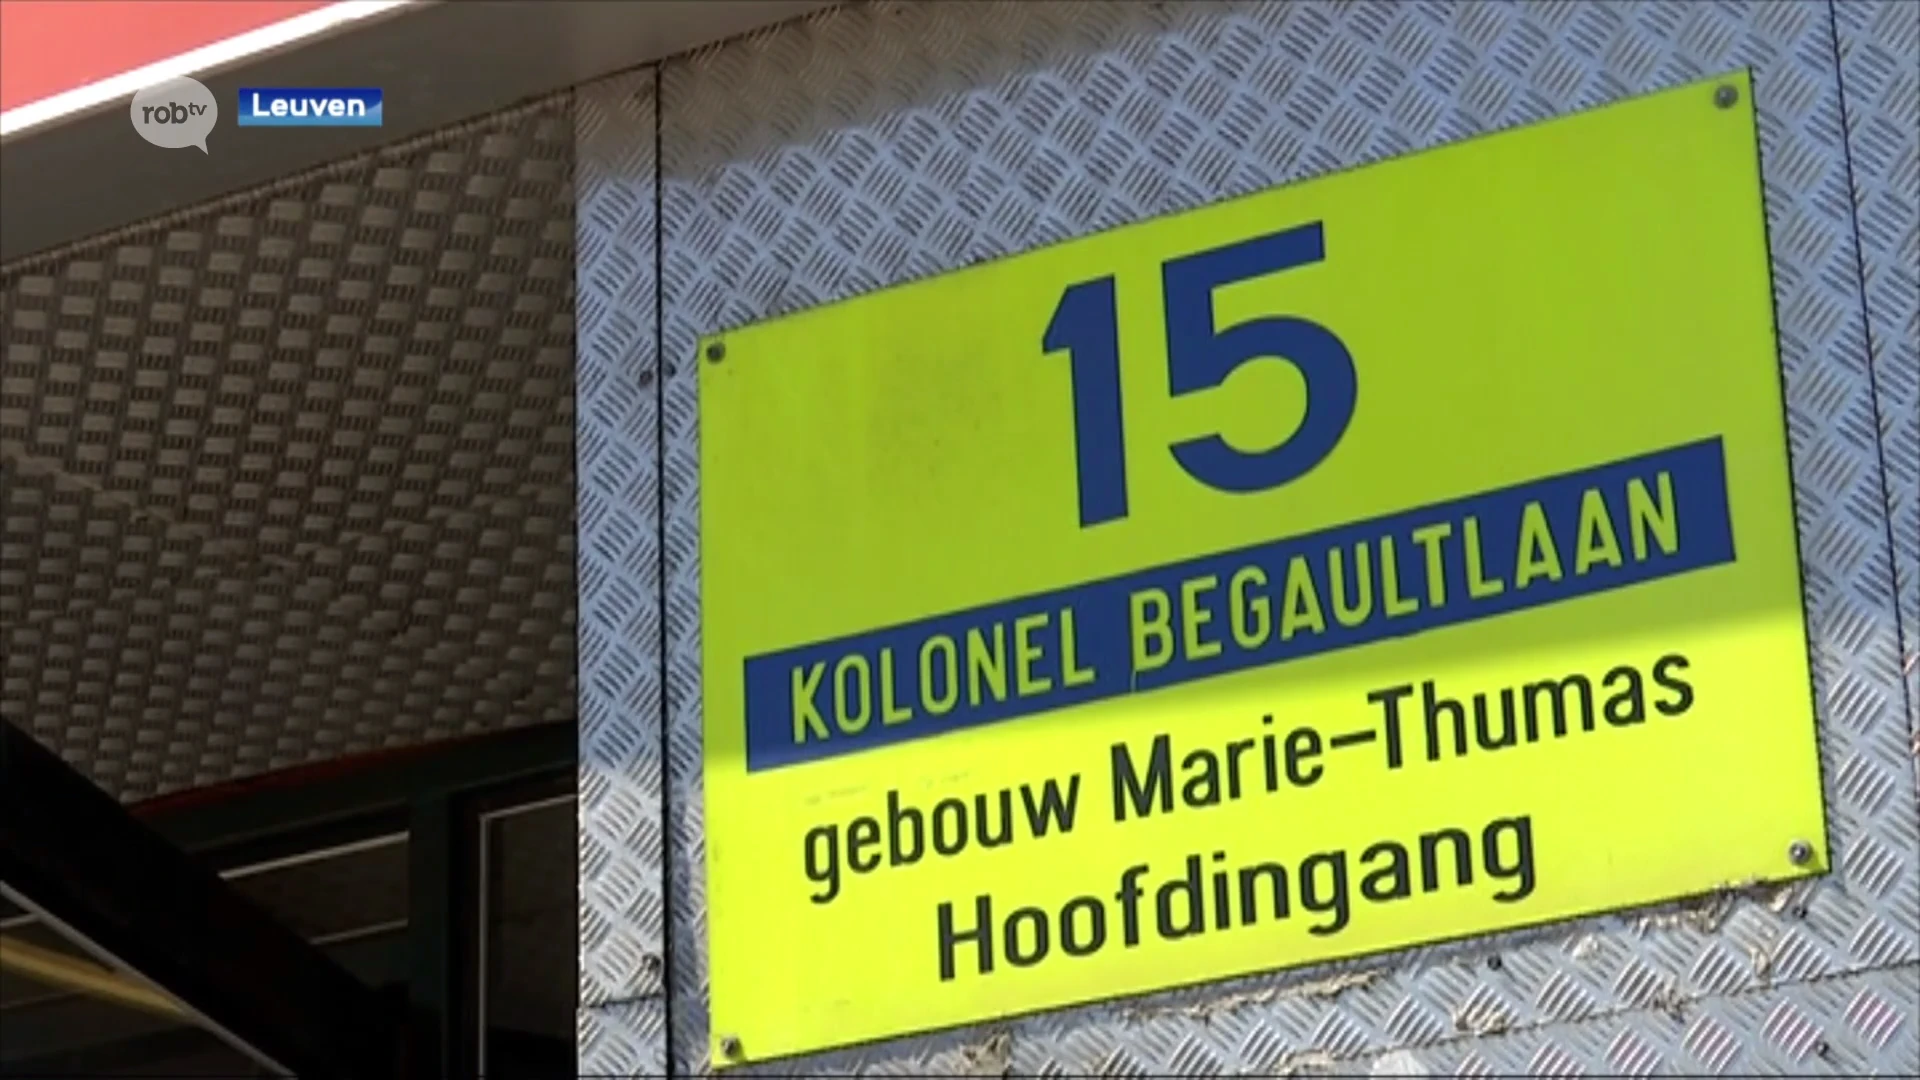 robtv
Leuven
15
KOLONEL BEGAULTLAAN
gebouw Marie-Thumas
Hoofdingang